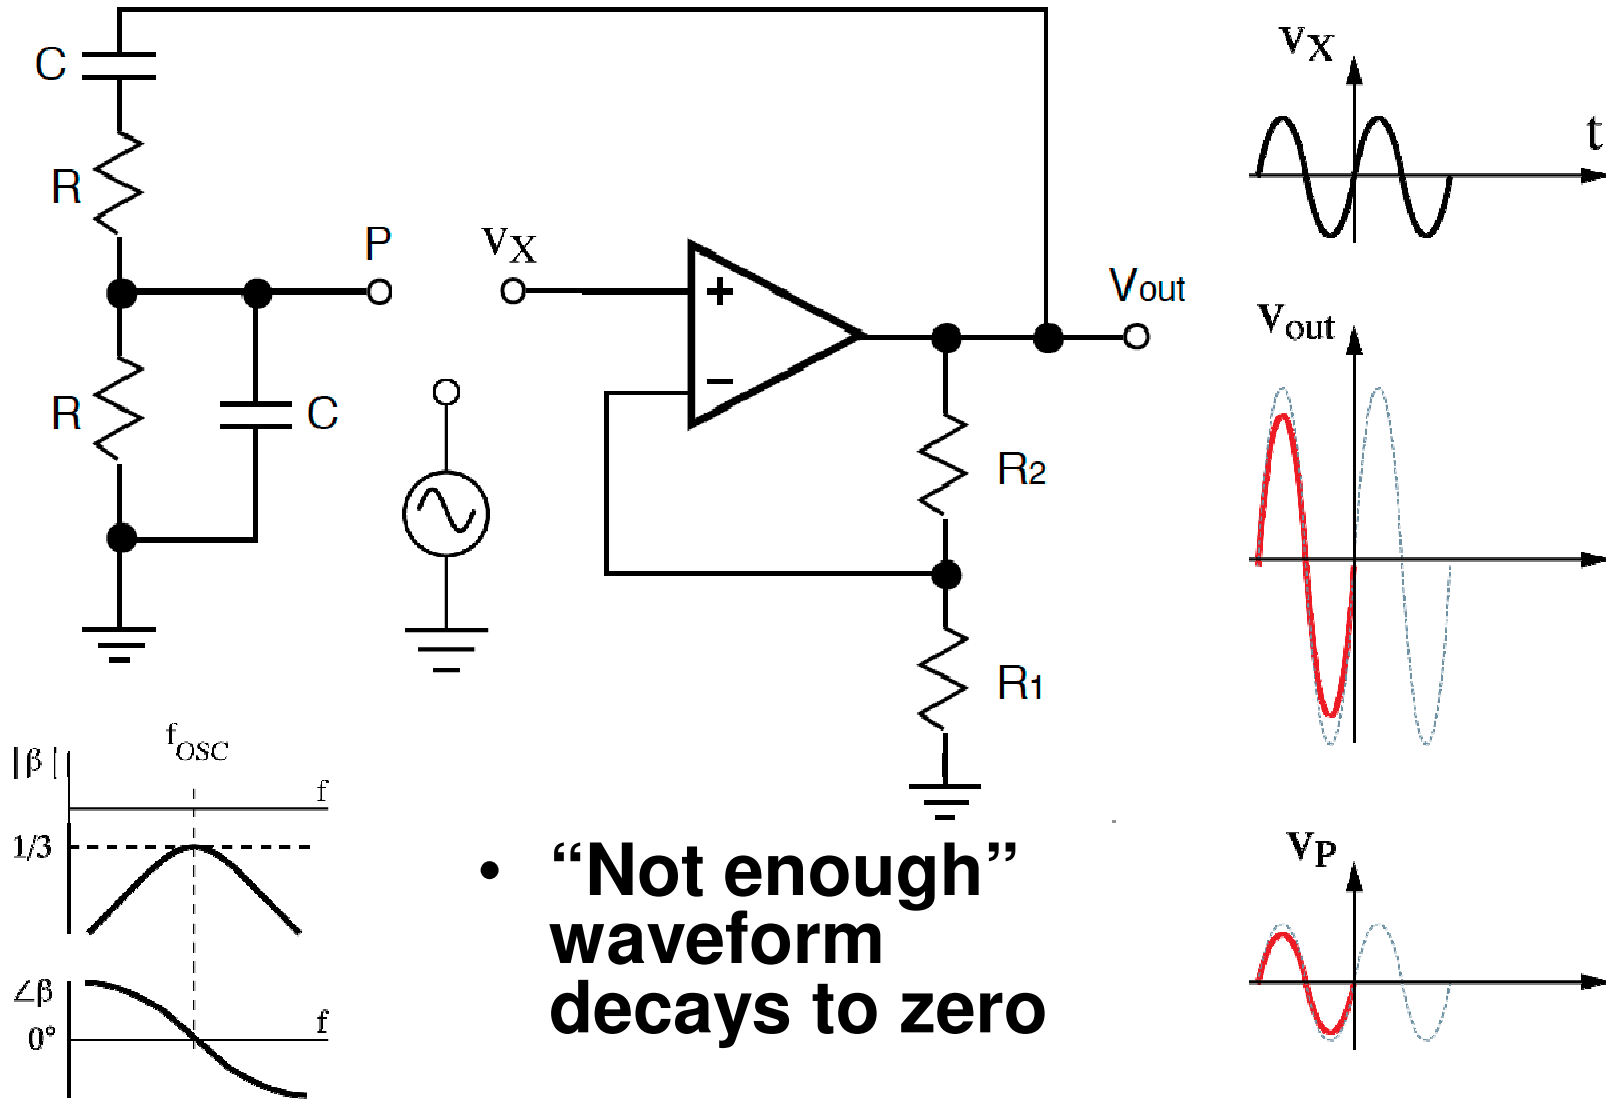 C
R
P
R
C
vX
+
−
Vout
R2
R1
vX
t
vout
vP
fOSC
|β|
f
1/3
∠β
0°
f
• “Not enough”
waveform
decays to zero